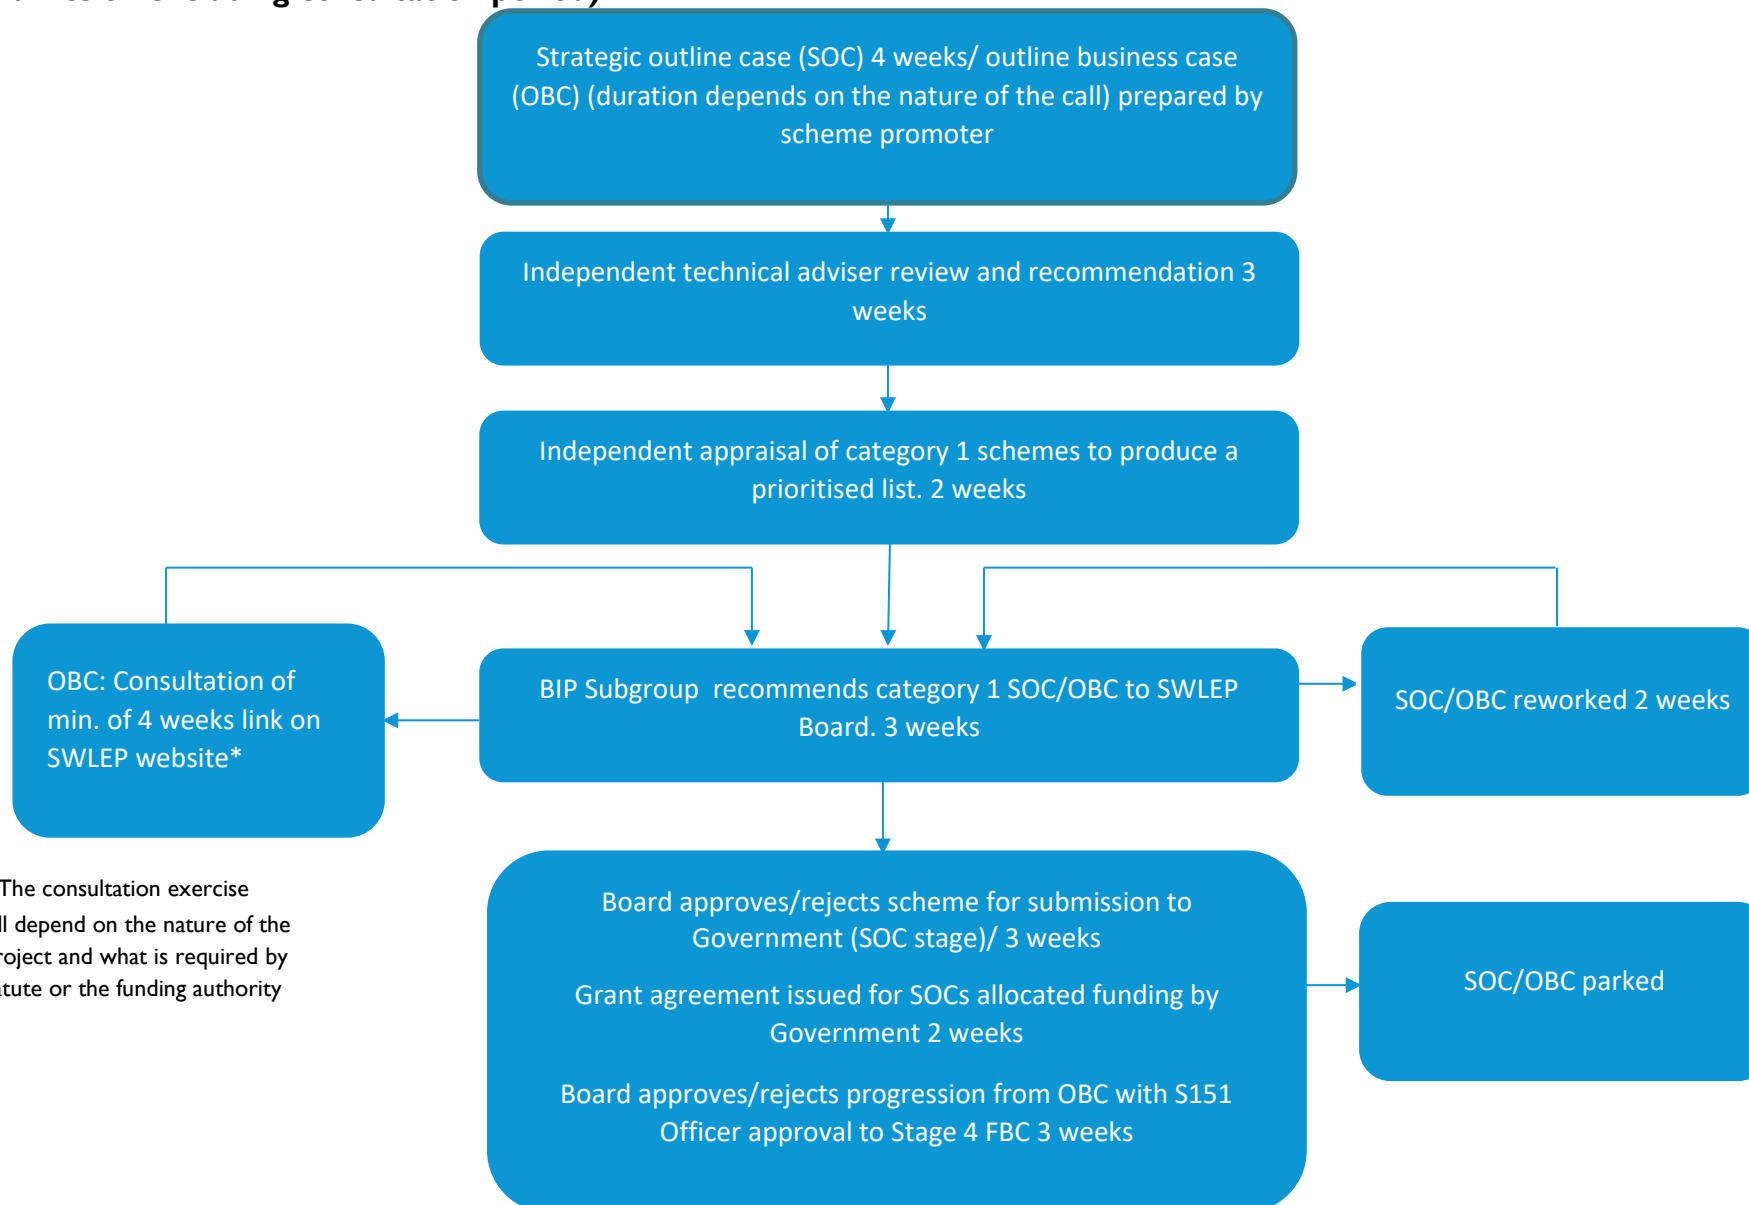 Strategic outline case (SOC) 4 weeks/ outline business case
(OBC) (duration depends on the nature of the call) prepared by
scheme promoter
Independent technical adviser review and recommendation 3
weeks
Independent appraisal of category 1 schemes to produce a
prioritised list. 2 weeks
OBC: Consultation of
min. of 4 weeks link on
SWLEP website*
BIP Subgroup recommends category 1 SOC/OBC to SWLEP
Board. 3 weeks
SOC/OBC reworked 2 weeks
The consultation exercise
depend on the nature of the
and what is required by
or the funding authority
Board approves/rejects scheme for submission to
Government (SOC stage)/ 3 weeks
Grant agreement issued for SOCs allocated funding by
Government 2 weeks
Board approves/rejects progression from OBC with S151
Officer approval to Stage 4 FBC 3 weeks
SOC/OBC parked